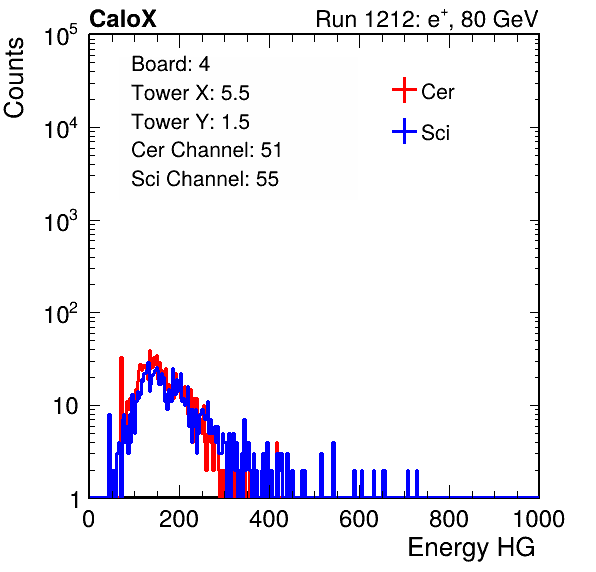 CaloX Run 1212: e⁺, 80 GeV
Counts
10⁵
10⁴
10³
10²
10
1
Board: 4
Tower X: 5.5
Tower Y: 1.5
Cer Channel: 51
Sci Channel: 55
Cer
Sci
0 200 400 600 800 1000
Energy HG